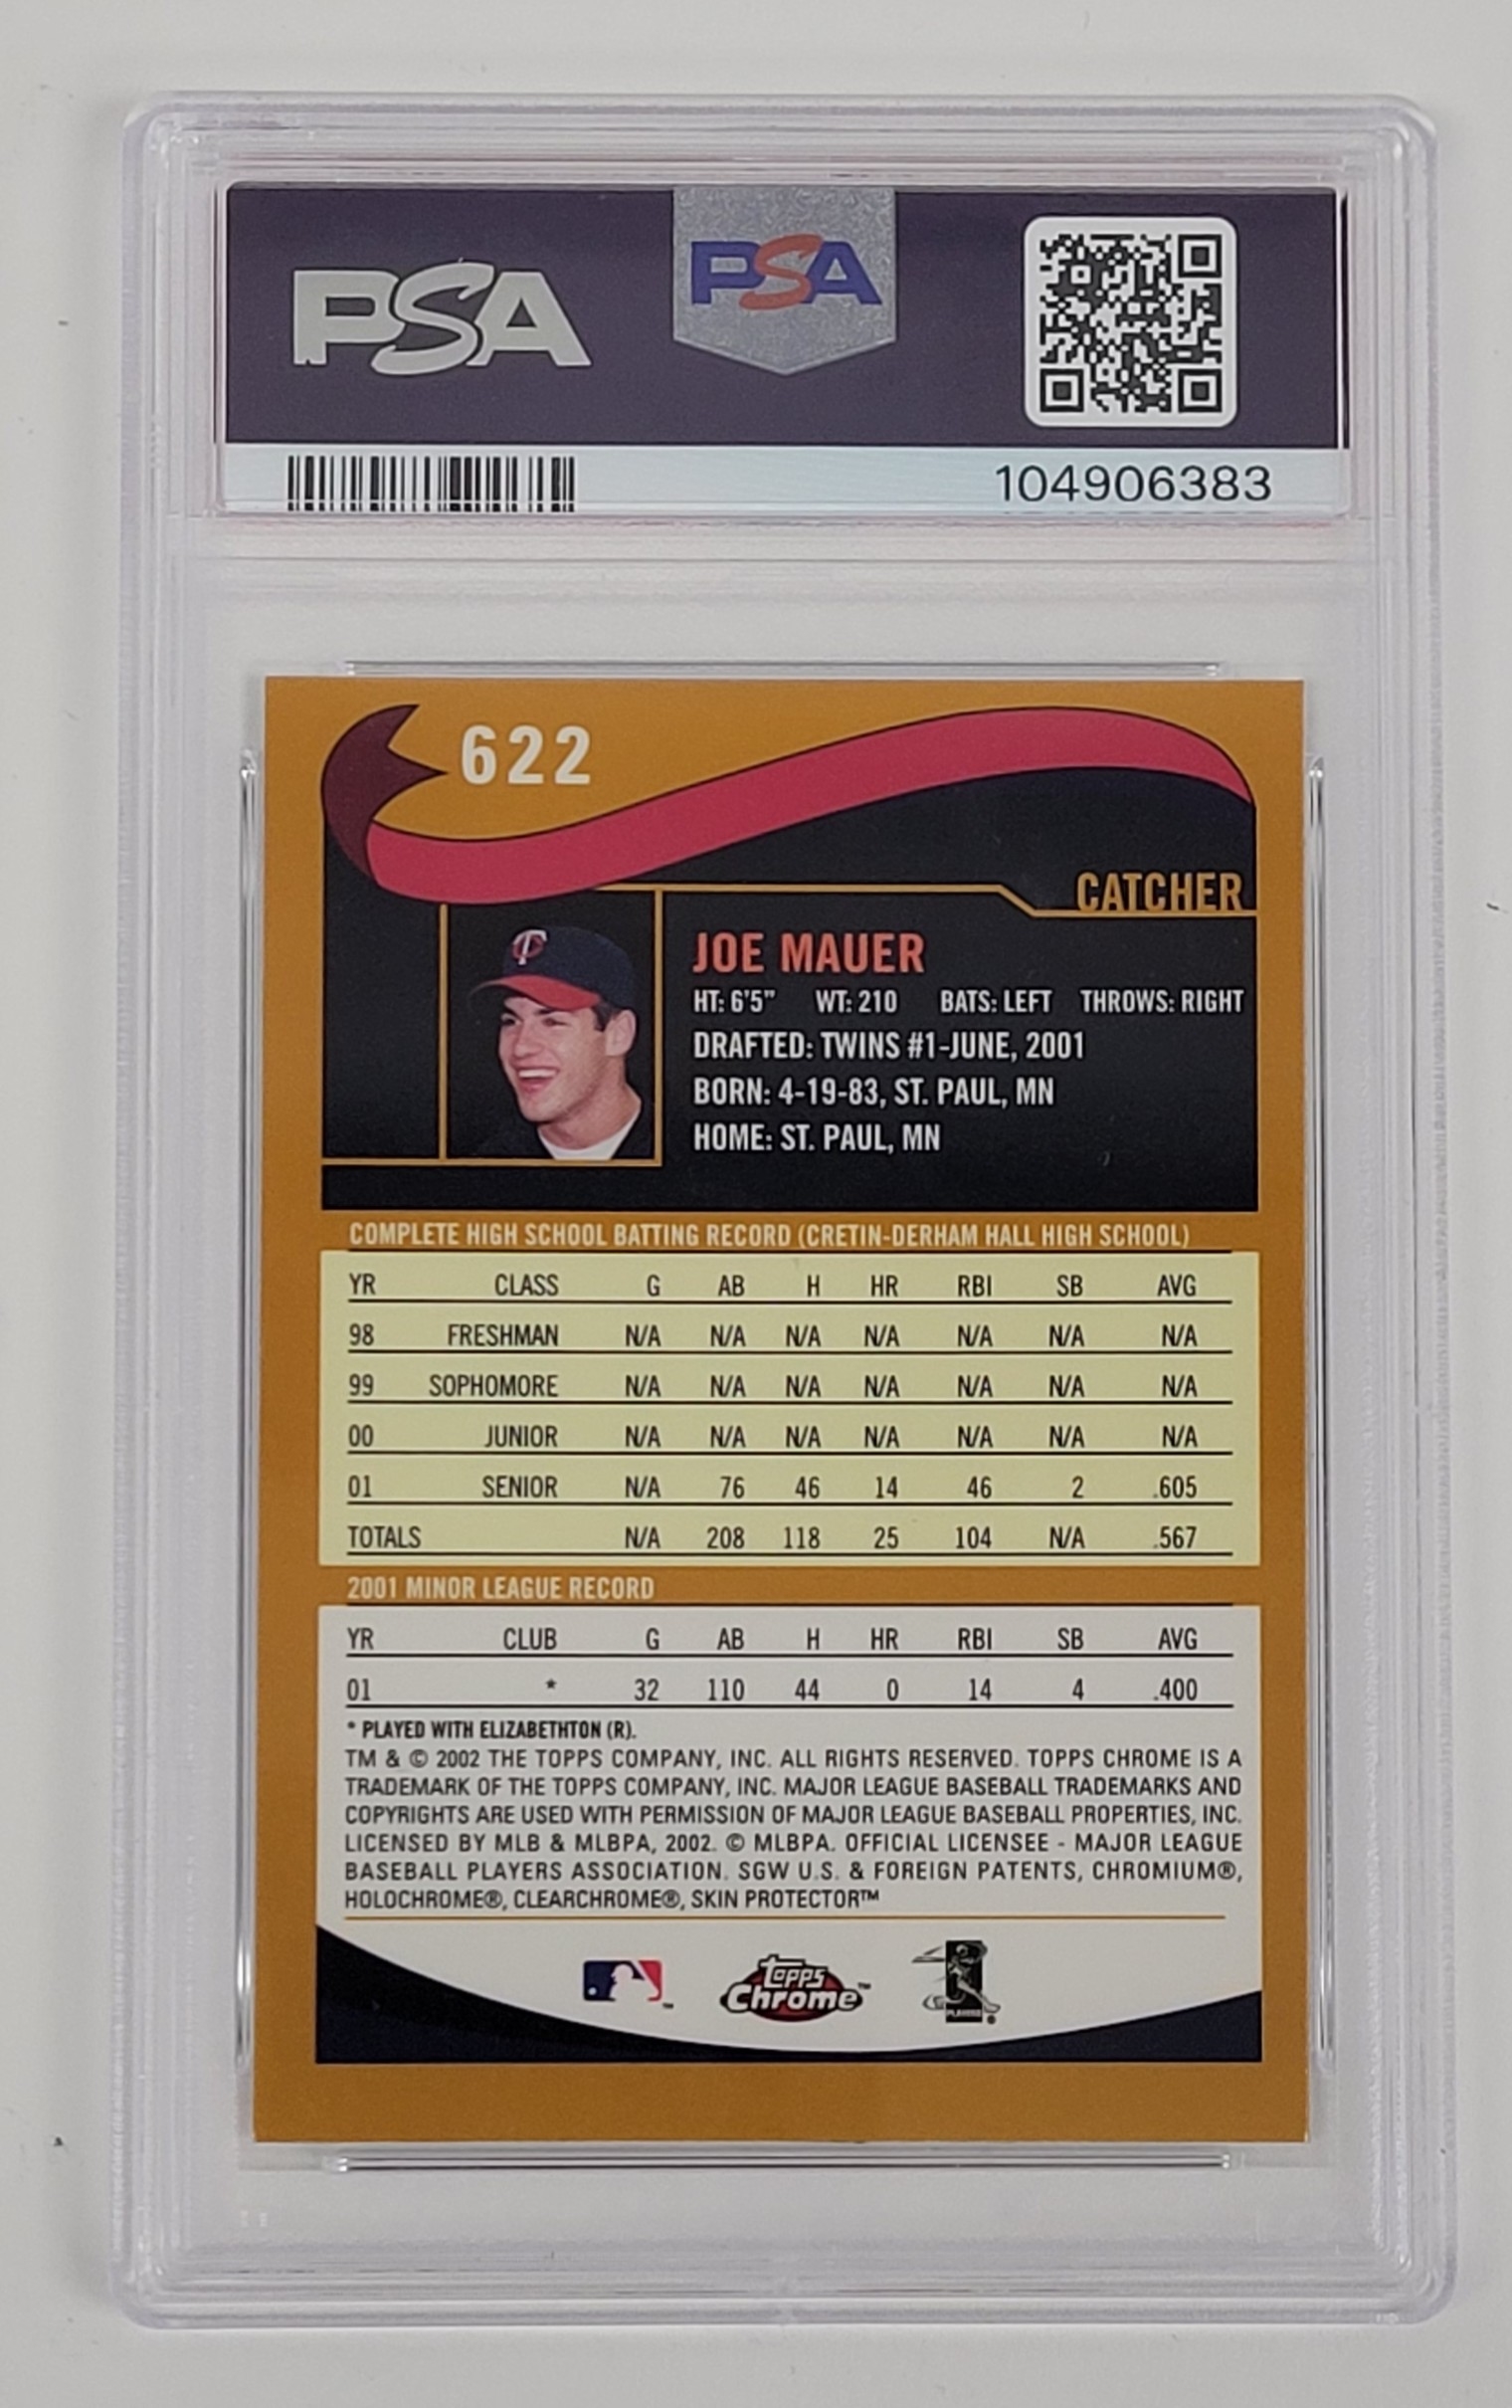 PSA
PSA
104906383
622
CATCHER
JOE MAUER
HT: 6'5" WT: 210 BATS: LEFT THROWS: RIGHT
DRAFTED: TWINS #1-JUNE, 2001
BORN: 4-19-83, ST. PAUL, MN
HOME: ST. PAUL, MN
COMPLETE HIGH SCHOOL BATTING RECORD (CRETIN-DERHAM HALL HIGH SCHOOL)
YR CLASS G AB H HR RBI SB AVG
98 FRESHMAN N/A N/A N/A N/A N/A N/A N/A
99 SOPHOMORE N/A N/A N/A N/A N/A N/A N/A
00 JUNIOR N/A N/A N/A N/A N/A N/A N/A
01 SENIOR N/A 76 46 14 46 2 .605
TOTALS N/A 208 118 25 104 N/A .567
2001 MINOR LEAGUE RECORD
YR CLUB G AB H HR RBI SB AVG
01 * 32 110 44 0 14 4 .400
* PLAYED WITH ELIZABETHTON (R).
TM & © 2002 THE TOPPS COMPANY, INC. ALL RIGHTS RESERVED. TOPPS CHROME IS A
TRADEMARK OF THE TOPPS COMPANY, INC. MAJOR LEAGUE BASEBALL TRADEMARKS AND
COPYRIGHTS ARE USED WITH PERMISSION OF MAJOR LEAGUE BASEBALL PROPERTIES, INC.
LICENSED BY MLB & MLBPA, 2002. © MLBPA. OFFICIAL LICENSEE - MAJOR LEAGUE
BASEBALL PLAYERS ASSOCIATION. SGW U.S. & FOREIGN PATENTS, CHROMIUM®,
HOLOCHROME®, CLEARCHROME®, SKIN PROTECTOR™
™ Topps Chrome™ PLAYERS ®